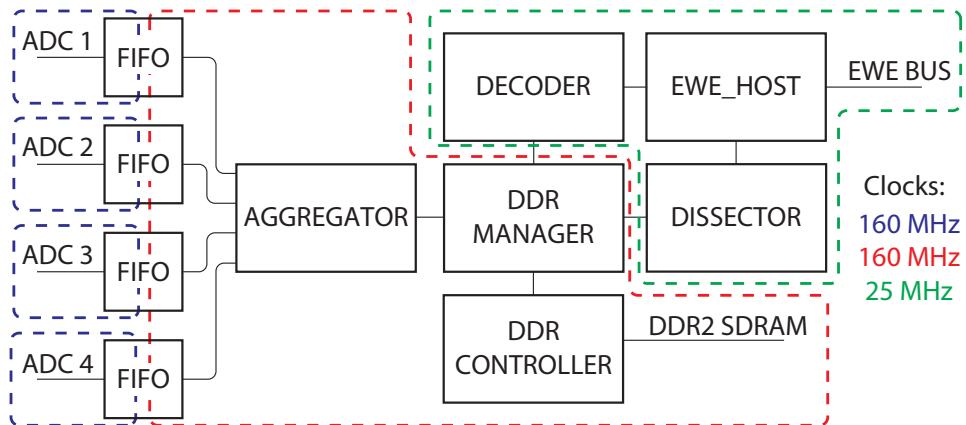 ADC 1
FIFO
ADC 2
FIFO
ADC 3
FIFO
ADC 4
FIFO
AGGREGATOR
DECODER
EWE_HOST
EWE BUS
DDR
MANAGER
DISSECTOR
DDR
CONTROLLER
DDR2 SDRAM
Clocks:
160 MHz
160 MHz
25 MHz